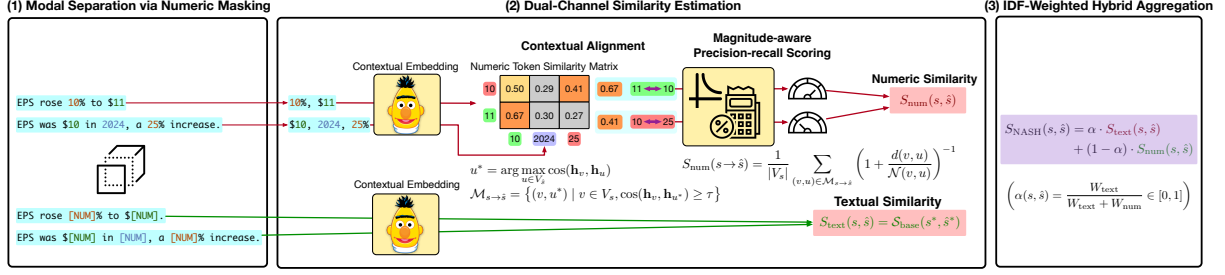 (1) Modal Separation via Numeric Masking
EPS rose 10% to $11
EPS was $10 in 2024, a 25% increase.
EPS rose [NUM]% to $[NUM].
EPS was $[NUM] in [NUM], a [NUM]% increase.
(2) Dual-Channel Similarity Estimation
Contextual Embedding
10%, $11
$10, 2024, 25%
Contextual Alignment
Numeric Token Similarity Matrix
10 0.50 0.29 0.41 0.67 11 10
11 0.67 0.30 0.27 0.41 10 25
10 2024 25
u* = arg max_{u∈V_ŝ} cos(h_v, h_u)
M_{s→ŝ} = {(v, u*) | v ∈ V_s, cos(h_v, h_{u*}) ≥ τ}
Magnitude-aware
Precision-recall Scoring
Numeric Similarity
S_num(s, ŝ)
S_num(s→ŝ) = 1/|V_s| ∑_{(v,u)∈M_{s→ŝ}} (1 + d(v, u)/N(v, u))^{-1}
Contextual Embedding
Textual Similarity
S_text(s, ŝ) = S_base(s*, ŝ*)
(3) IDF-Weighted Hybrid Aggregation
S_NASH(s, ŝ) = α · S_text(s, ŝ)
+ (1 − α) · S_num(s, ŝ)
(α(s, ŝ) = W_text/(W_text + W_num) ∈ [0, 1])